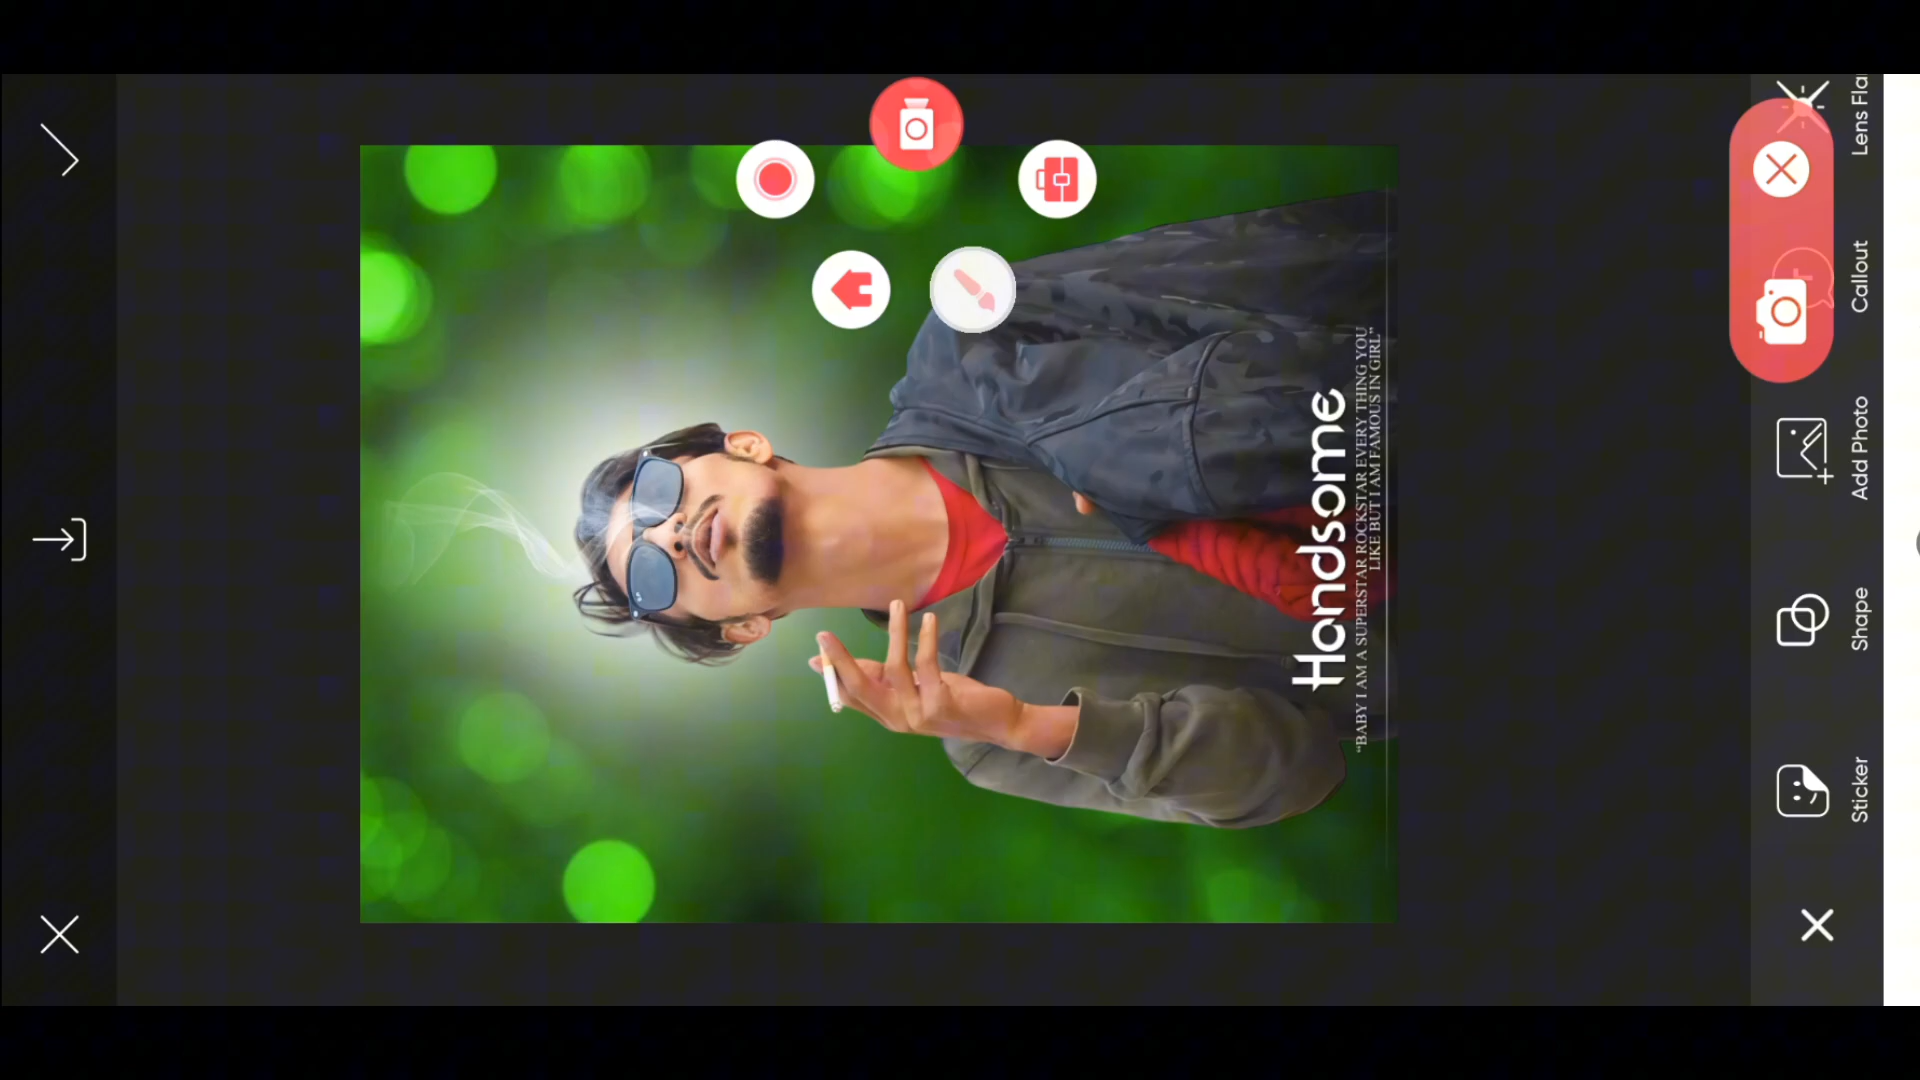 Handsome
"BABY I AM A SUPERSTAR ROCKSTAR EVERY THING YOU
LIKE BUT I AM FAMOUS IN GIRL"
Sticker
Shape
Add Photo
Callout
Lens Fla